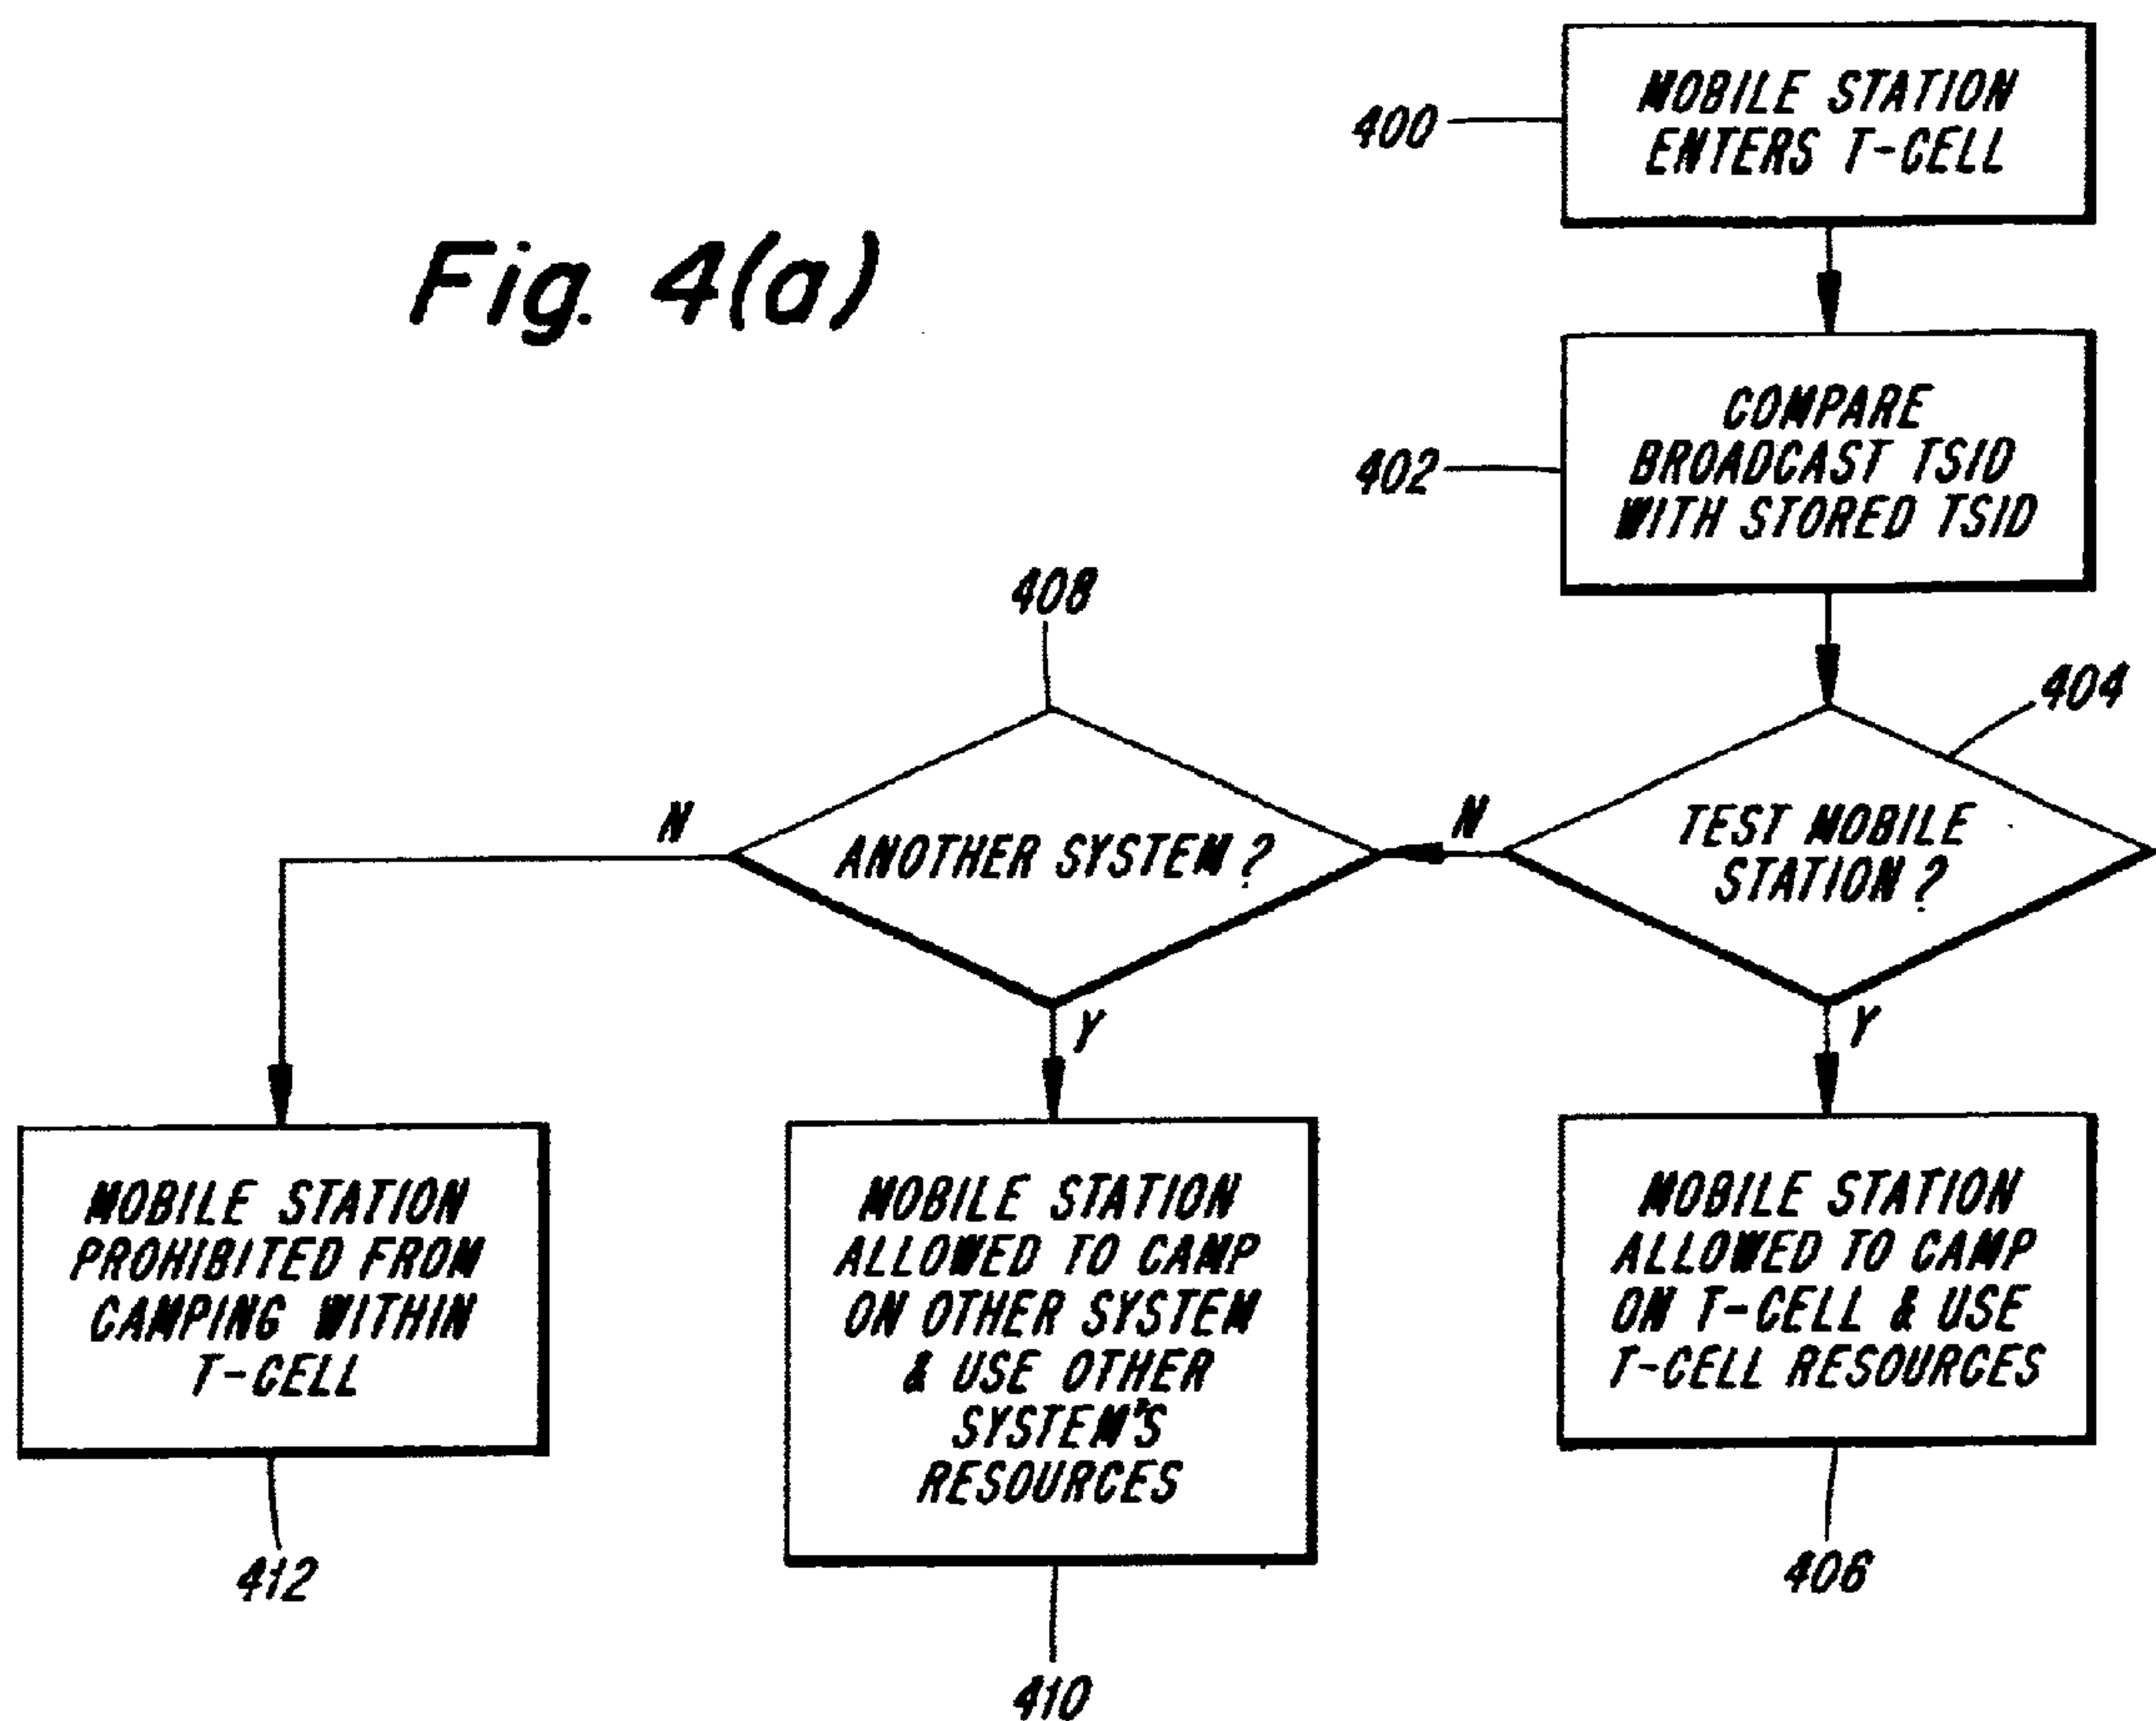 Fig. 4(a)
400
MOBILE STATION
ENTERS T-CELL
402
COMPARE
BROADCAST TSID
WITH STORED TSID
404
TEST MOBILE
STATION?
N
Y
408
ANOTHER SYSTEM?
N
Y
MOBILE STATION
PROHIBITED FROM
CAMPING WITHIN
T-CELL
412
MOBILE STATION
ALLOWED TO CAMP
ON OTHER SYSTEM
& USE OTHER
SYSTEM'S
RESOURCES
410
MOBILE STATION
ALLOWED TO CAMP
ON T-CELL & USE
T-CELL RESOURCES
406